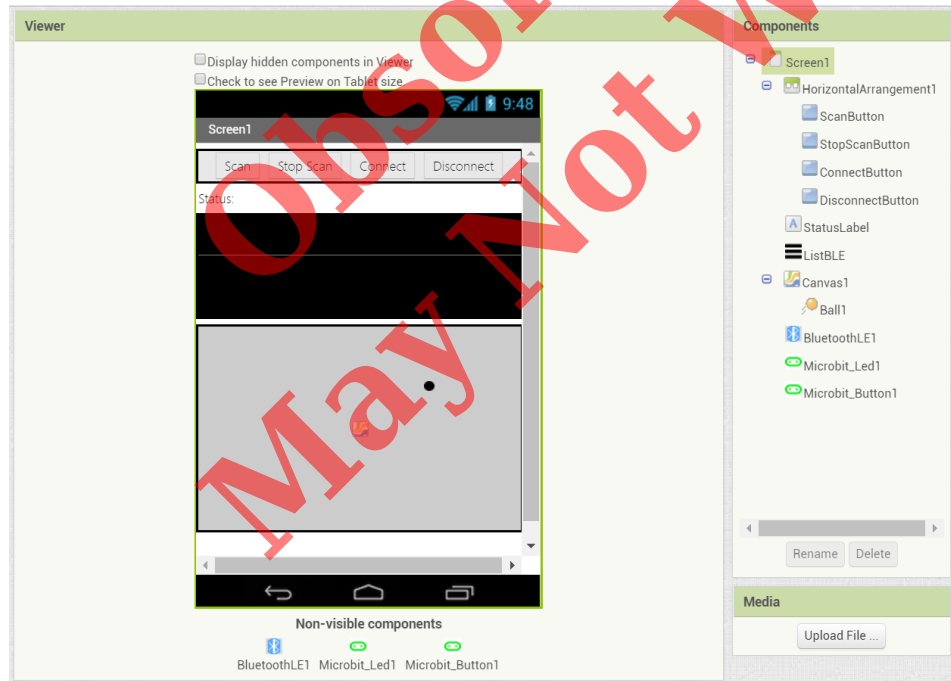 Viewer
Display hidden components in Viewer
Check to see Preview on Tablet size.
9:48
Screen1
Scan
Stop Scan
Connect
Disconnect
Status:
Non-visible components
BluetoothLE1
Microbit_Led1
Microbit_Button1
Components
Screen1
HorizontalArrangement1
ScanButton
StopScanButton
ConnectButton
DisconnectButton
StatusLabel
ListBLE
Canvas1
Ball1
BluetoothLE1
Microbit_Led1
Microbit_Button1
Rename
Delete
Media
Upload File ...
May Not